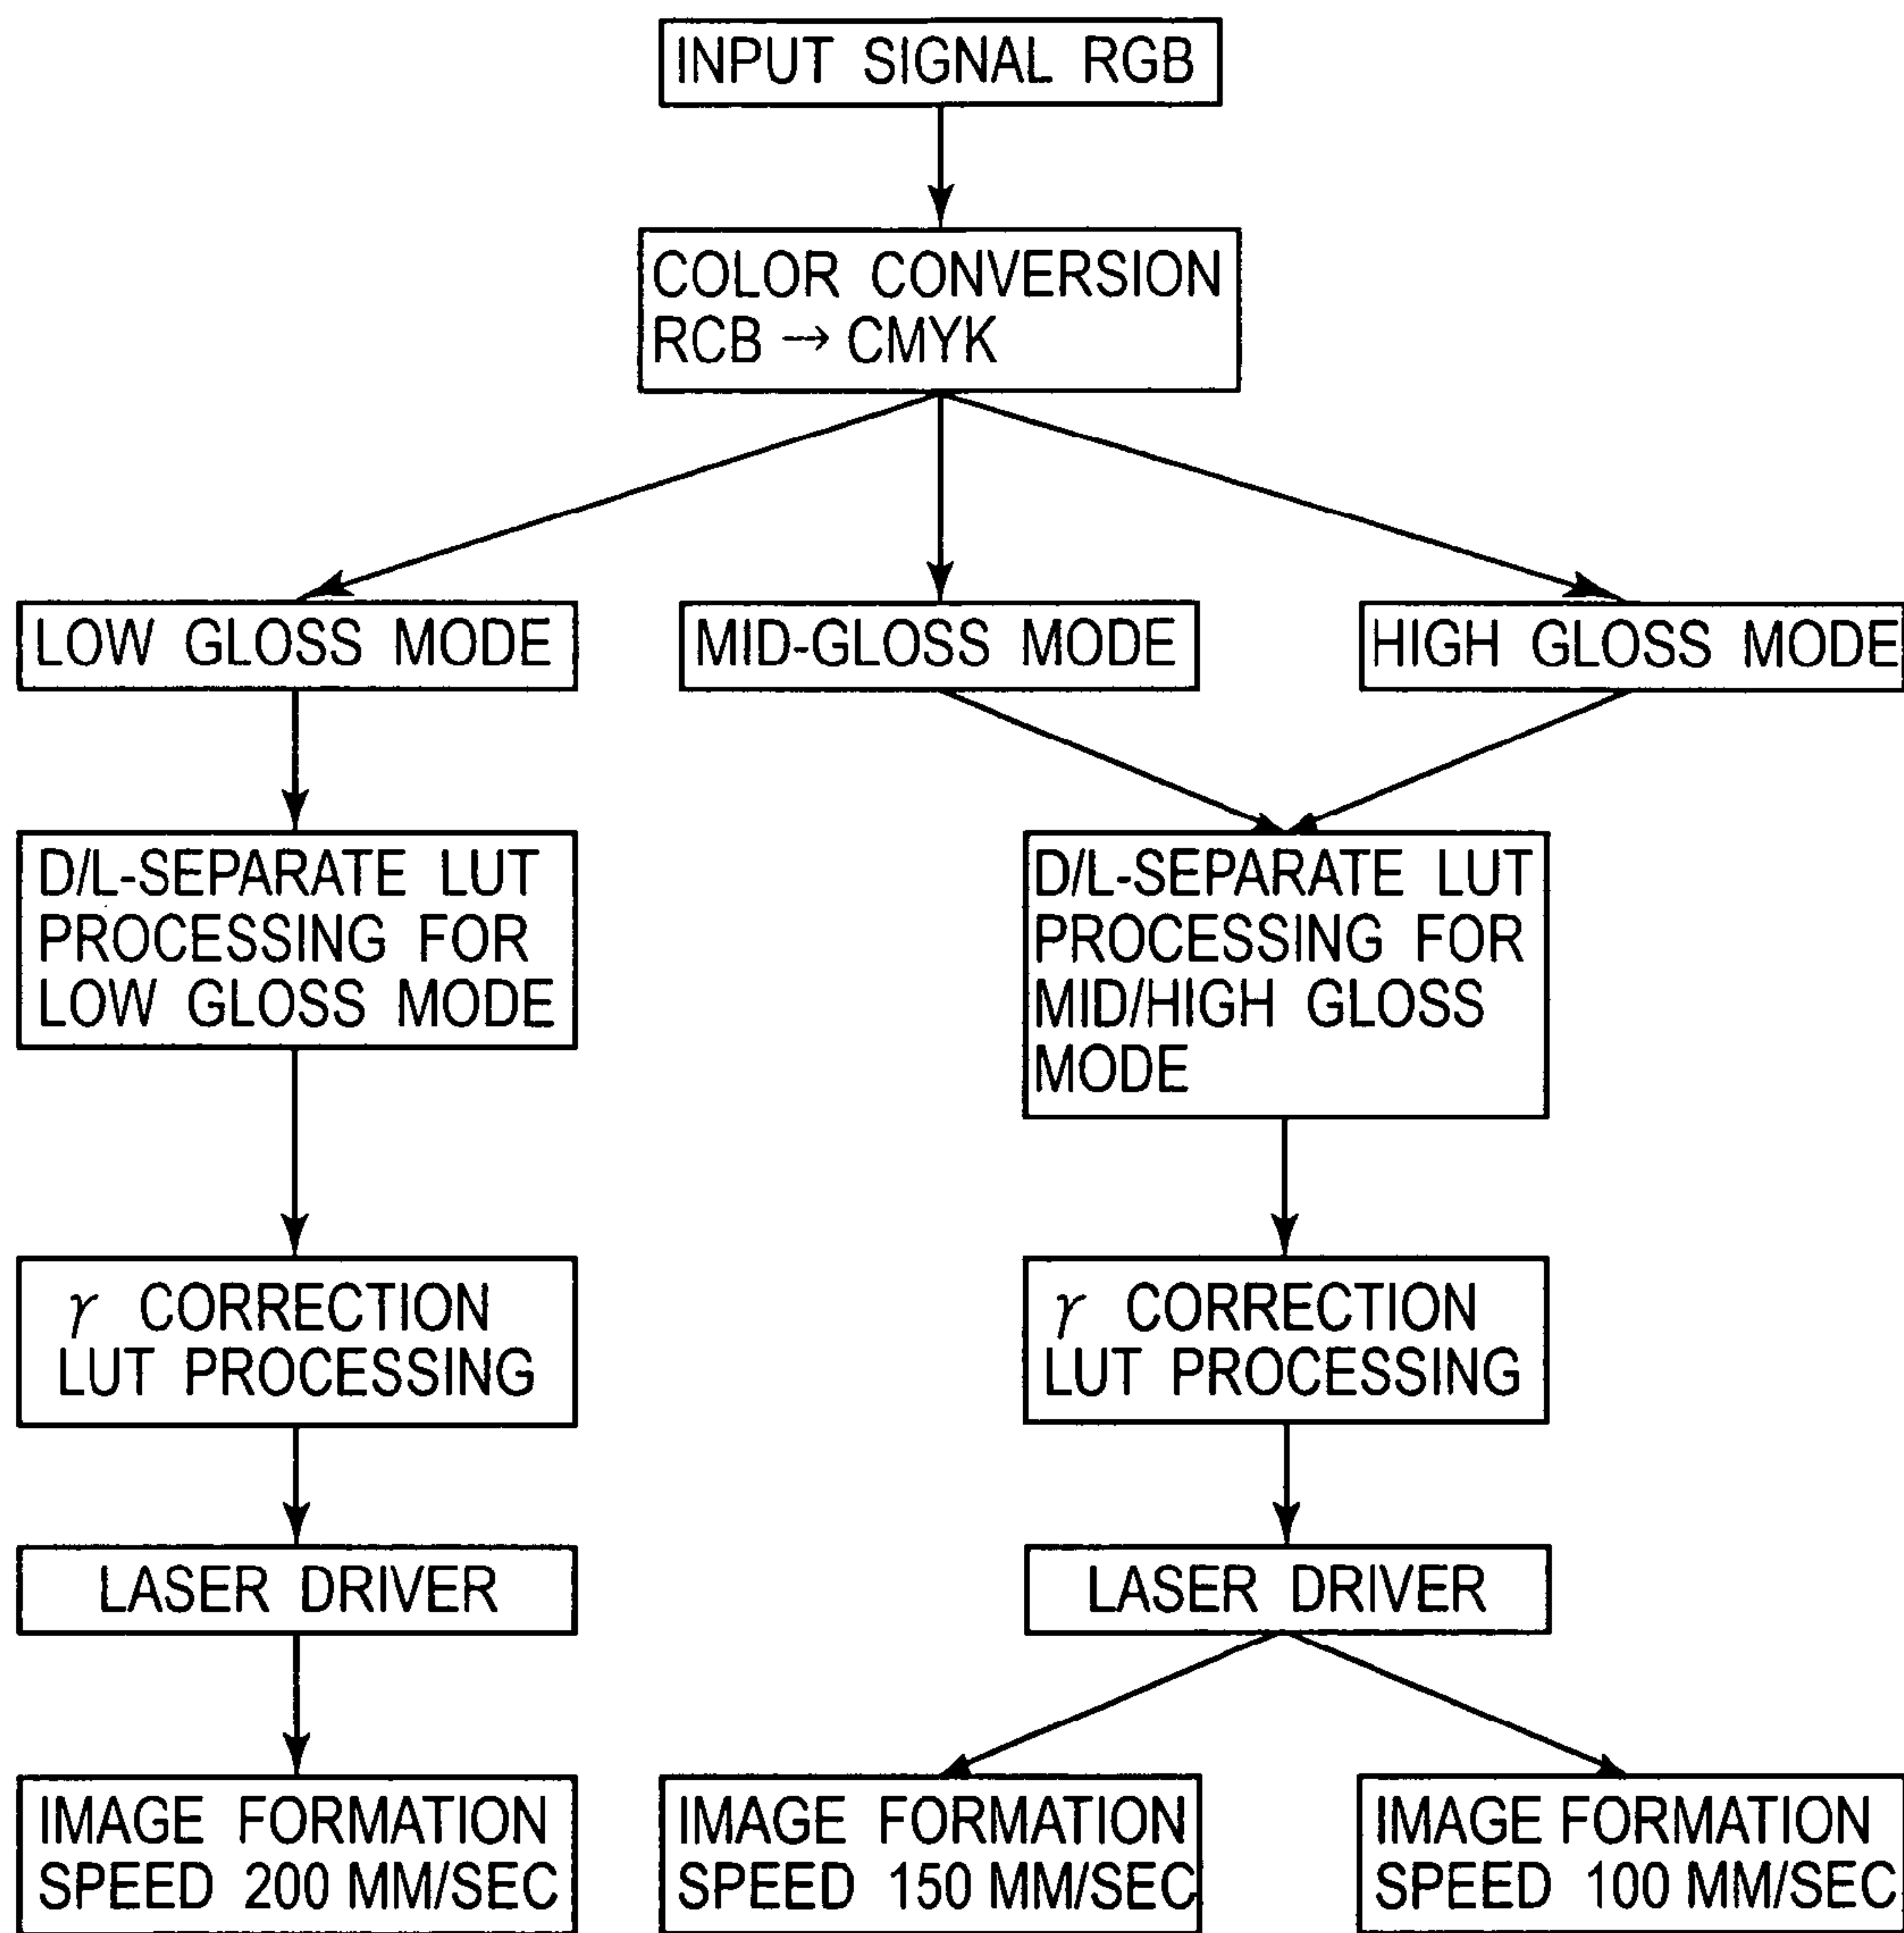 INPUT SIGNAL RGB
COLOR CONVERSION
RCB → CMYK
LOW GLOSS MODE
MID-GLOSS MODE
HIGH GLOSS MODE
D/L-SEPARATE LUT
PROCESSING FOR
LOW GLOSS MODE
D/L-SEPARATE LUT
PROCESSING FOR
MID/HIGH GLOSS
MODE
γ CORRECTION
LUT PROCESSING
γ CORRECTION
LUT PROCESSING
LASER DRIVER
LASER DRIVER
IMAGE FORMATION
SPEED 200 MM/SEC
IMAGE FORMATION
SPEED 150 MM/SEC
IMAGE FORMATION
SPEED 100 MM/SEC